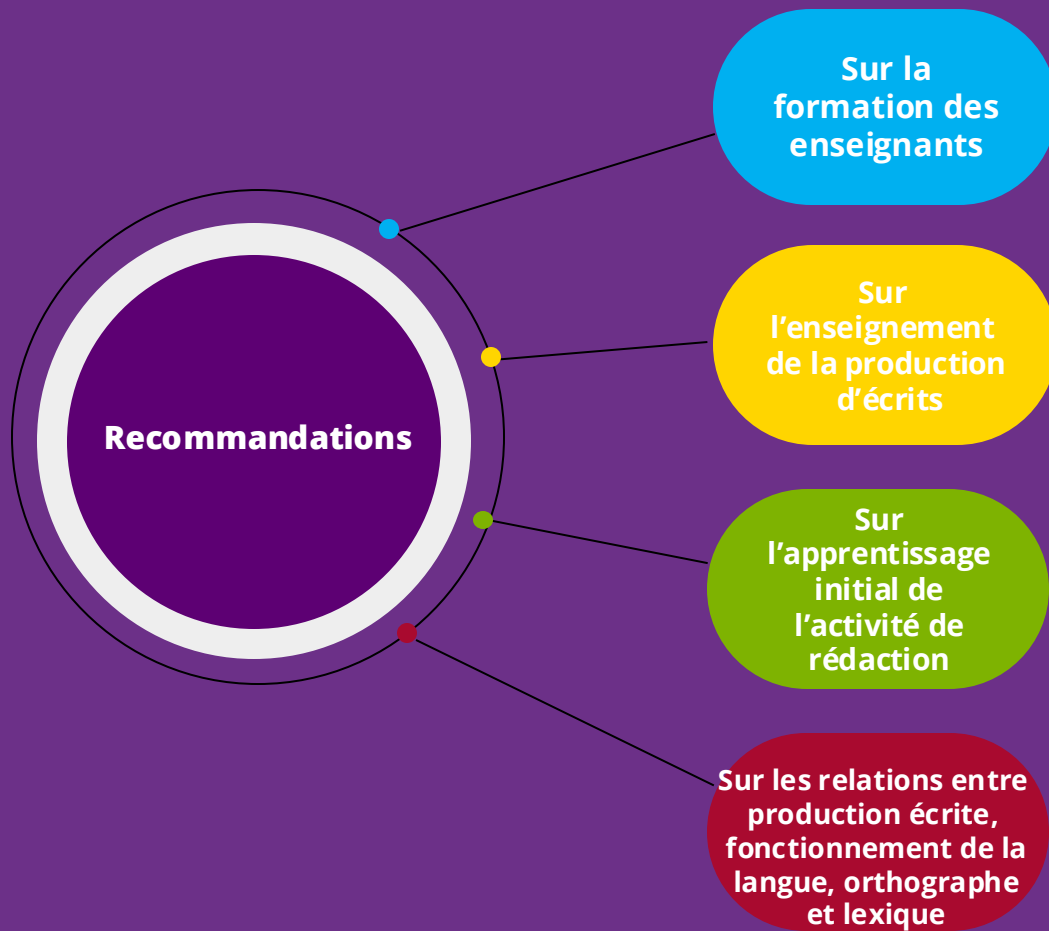 Recommandations
Sur la
formation des
enseignants
Sur
l’enseignement
de la production
d’écrits
Sur
l’apprentissage
initial de
l’activité de
rédaction
Sur les relations entre
production écrite,
fonctionnement de la
langue, orthographe
et lexique